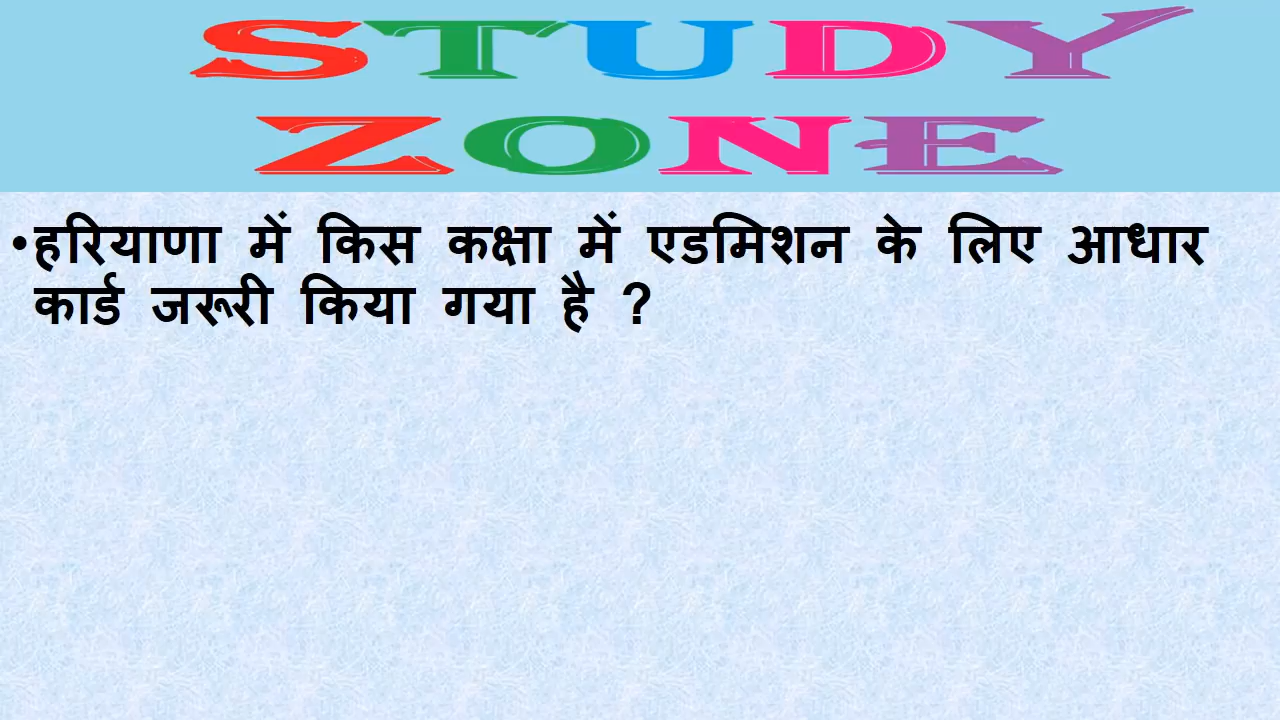 STUDY
ZONE
•हरियाणा में किस कक्षा में एडमिशन के लिए आधार
कार्ड जरूरी किया गया है ?